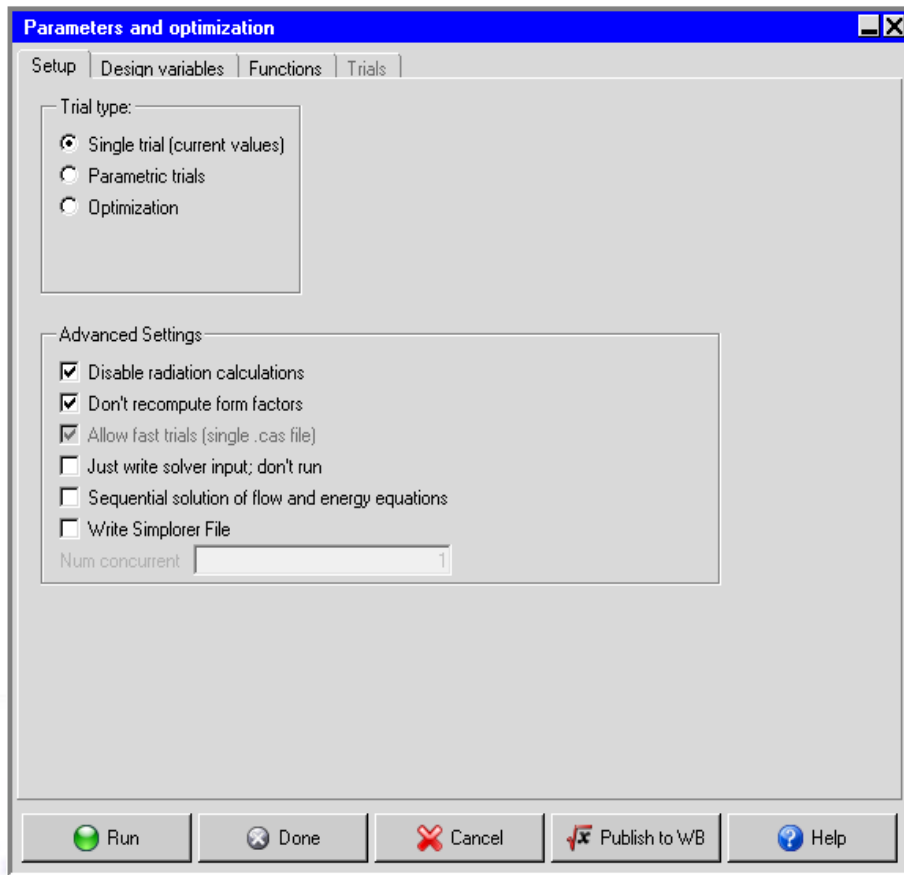 Parameters and optimization
Setup Design variables Functions Trials
Trial type:
Single trial (current values)
Parametric trials
Optimization
Advanced Settings
Disable radiation calculations
Don't recompute form factors
Allow fast trials (single .cas file)
Just write solver input; don't run
Sequential solution of flow and energy equations
Write Simplorer File
Num concurrent 1
Run Done Cancel √x Publish to WB ? Help